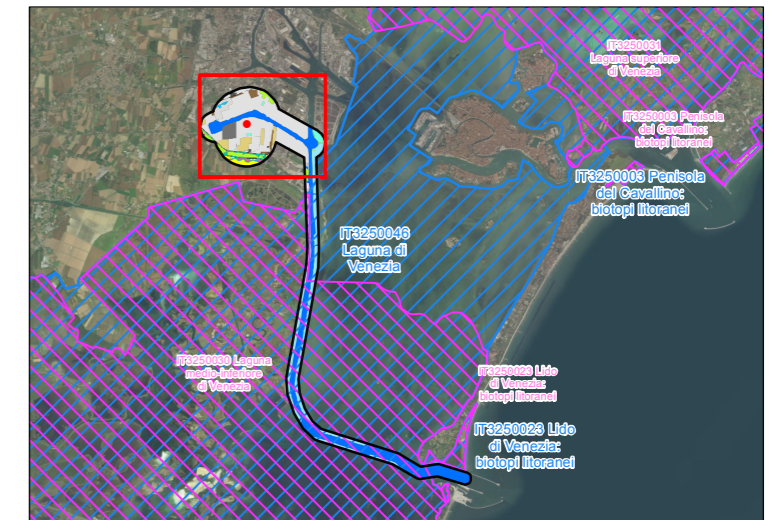 IT3250031
Laguna superiore
di Venezia
IT3250003 Penisola
del Cavallino:
biotopi litoranei
IT3250003 Penisola
del Cavallino:
biotopi litoranei
IT3250046
Laguna di
Venezia
IT3250030 Laguna
medio-inferiore
di Venezia
IT3250023 Lido
di Venezia:
biotopi litoranei
IT3250023 Lido
di Venezia:
biotopi litoranei